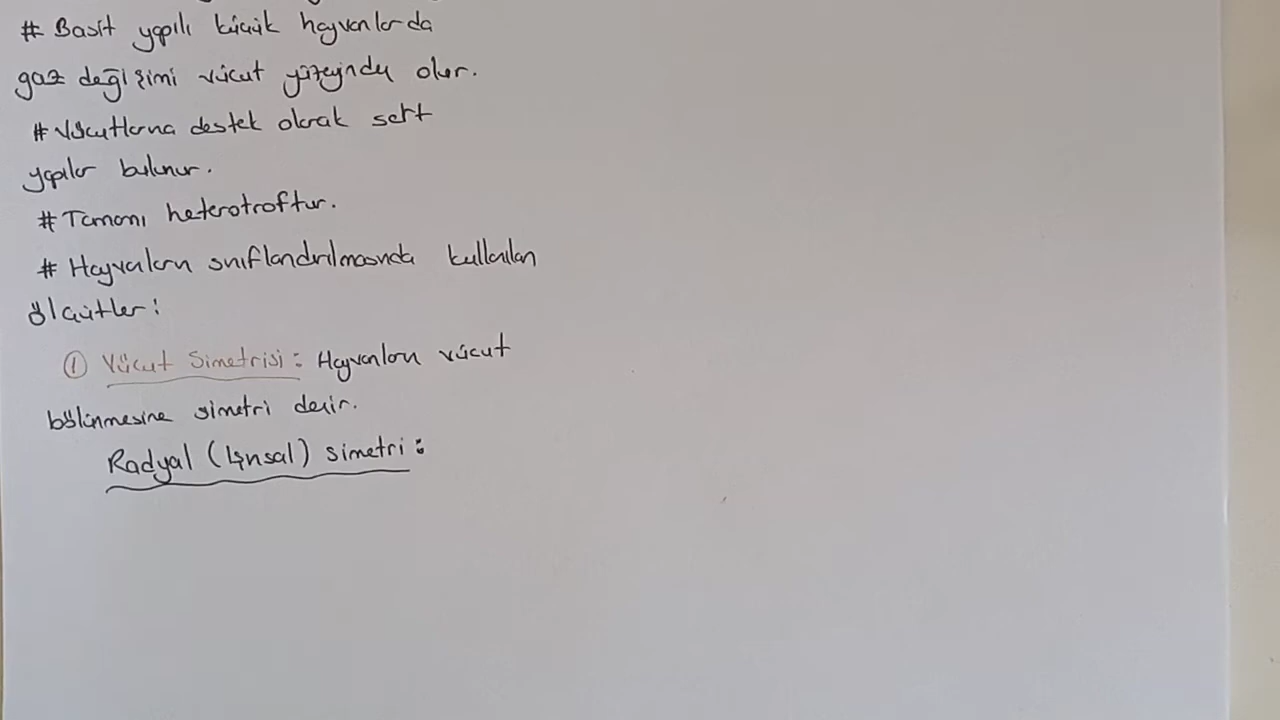 # Basit yapılı küçük hayvanlarda
gaz değişimi vücut yüzeyinden olur.
# Vücutlarına destek olarak sert
yapılar bulunur.
# Tamamı heterotroftur.
# Hayvanların sınıflandırılmasında kullanılan
ölçütler:
① Vücut Simetrisi: Hayvanların vücut
bölünmesine simetri denir.
Radyal (Işınsal) simetri: